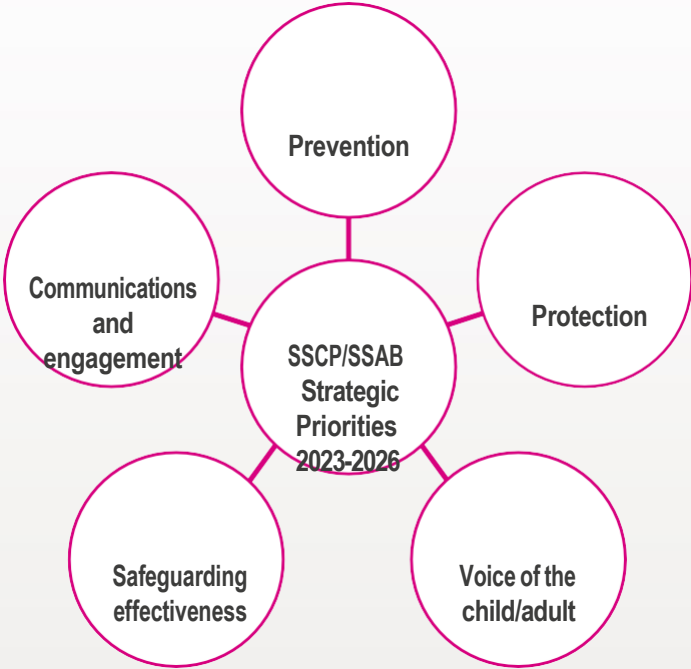 Prevention
Communications
and
engagement
Protection
SSCP/SSAB
Strategic
Priorities
2023-2026
Safeguarding
effectiveness
Voice of the
child/adult